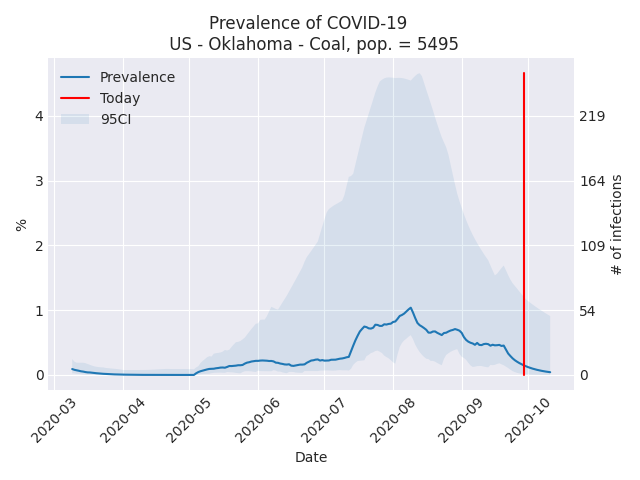 Prevalence of COVID-19
US - Oklahoma - Coal, pop. = 5495
Prevalence
Today
95CI
4
3
2
1
0
%
219
164
109
54
0
# of infections
2020-03
2020-04
2020-05
2020-06
2020-07
2020-08
2020-09
2020-10
Date